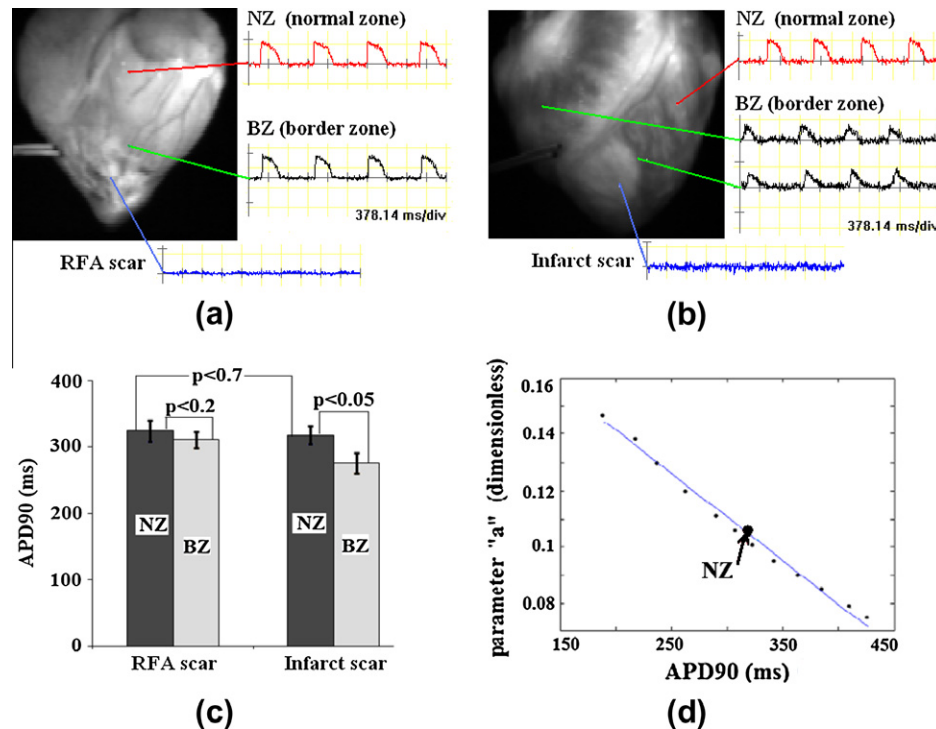 NZ (normal zone)
BZ (border zone)
378.14 ms/div
RFA scar
(a)
NZ (normal zone)
BZ (border zone)
378.14 ms/div
Infarct scar
(b)
400
300
200
100
0
APD90 (ms)
p<0.7
p<0.2
p<0.05
NZ
BZ
NZ
BZ
RFA scar
Infarct scar
(c)
0.16
0.14
0.12
0.1
0.08
parameter "a" (dimensionless)
NZ
150
250
350
450
APD90 (ms)
(d)